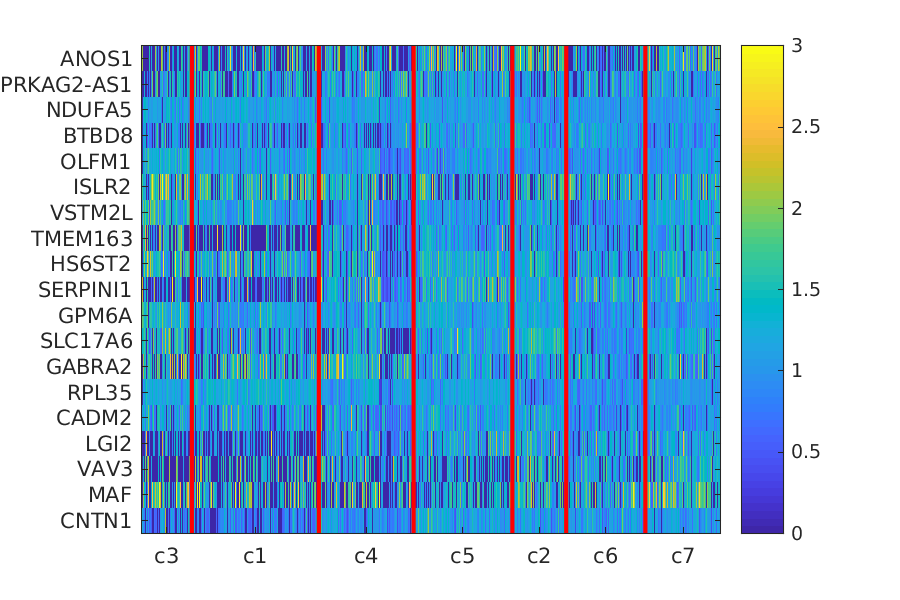 ANOS1
PRKAG2-AS1
NDUFA5
BTBD8
OLFM1
ISLR2
VSTM2L
TMEM163
HS6ST2
SERPINI1
GPM6A
SLC17A6
GABRA2
RPL35
CADM2
LGI2
VAV3
MAF
CNTN1
c3 c1 c4 c5 c2 c6 c7
3
2.5
2
1.5
1
0.5
0